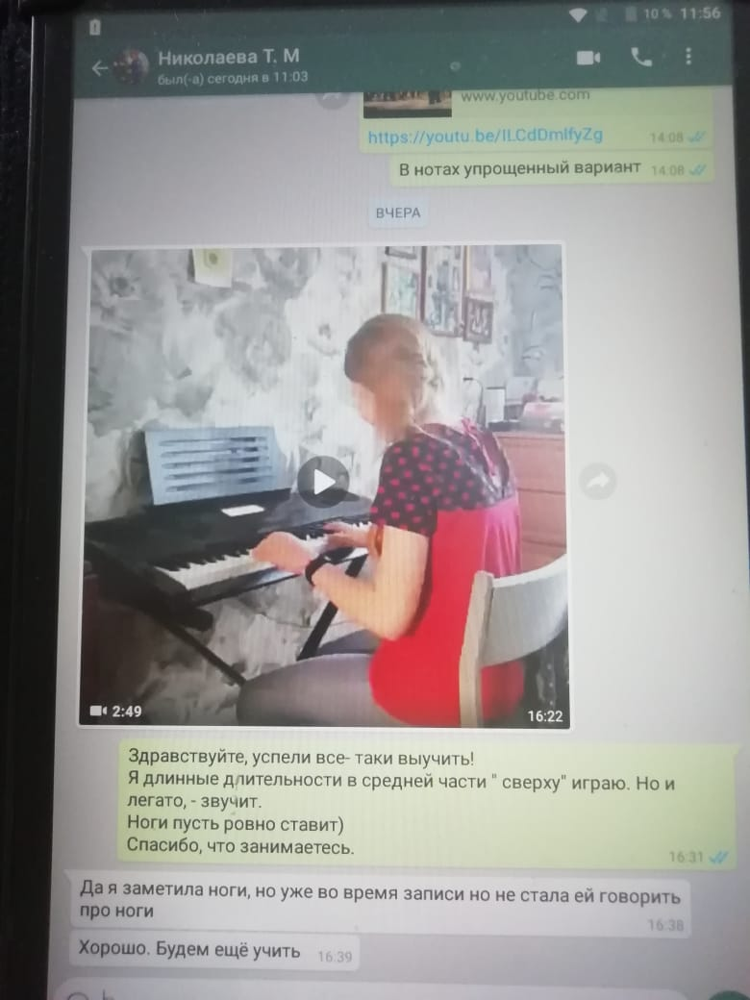 10 % 11:56
Николаева Т. М
был(-а) сегодня в 11:03
www.youtube.com
https://youtu.be/ILCdDmIfyZg 14:08
В нотах упрощенный вариант 14:08
ВЧЕРА
2:49 16:22
Здравствуйте, успели все- таки выучить!
Я длинные длительности в средней части " сверху" играю. Но и
легато, - звучит.
Ноги пусть ровно ставит)
Спасибо, что занимаетесь.
16:31
Да я заметила ноги, но уже во время записи но не стала ей говорить
про ноги
16:38
Хорошо. Будем ещё учить 16:39